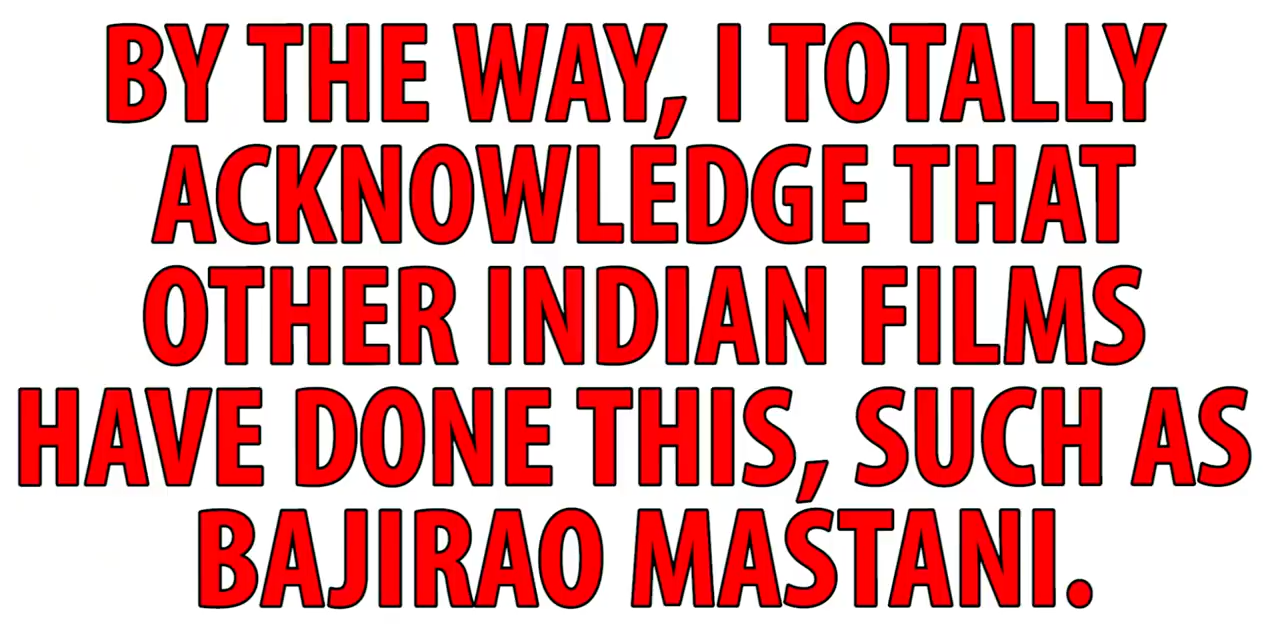 BY THE WAY, I TOTALLY
ACKNOWLEDGE THAT
OTHER INDIAN FILMS
HAVE DONE THIS, SUCH AS
BAJIRAO MASTANI.